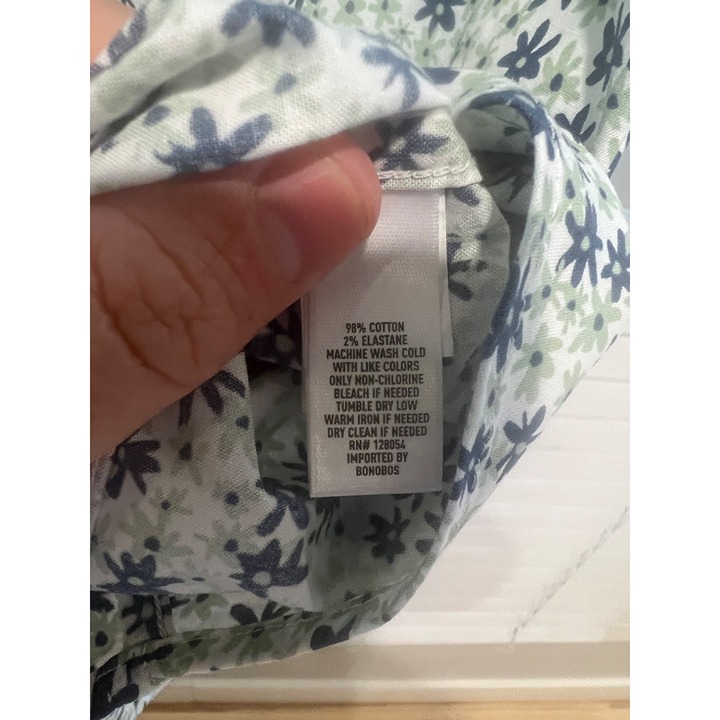 98% COTTON
2% ELASTANE
MACHINE WASH COLD
WITH LIKE COLORS
ONLY NON-CHLORINE
BLEACH IF NEEDED
TUMBLE DRY LOW
WARM IRON IF NEEDED
DRY CLEAN IF NEEDED
RN# 128054
IMPORTED BY
BONOBOS